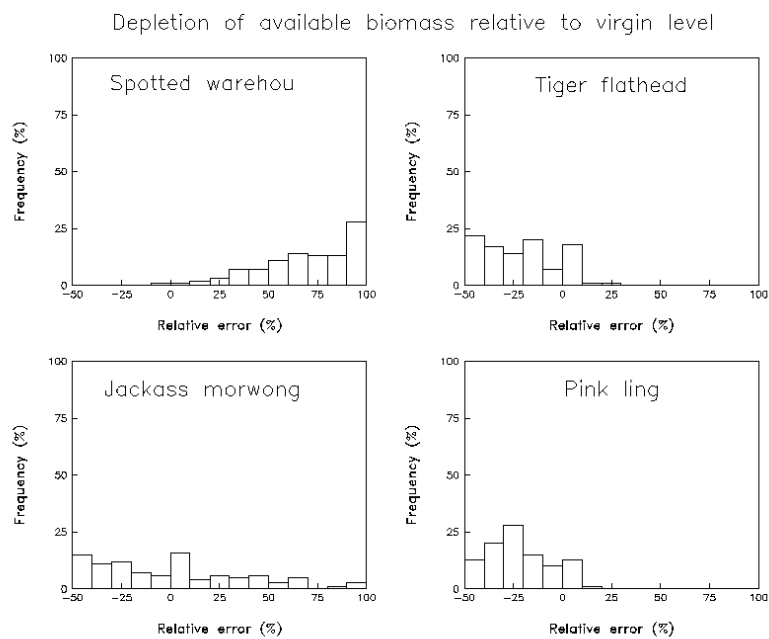 Depletion of available biomass relative to virgin level
Spotted warehou
Frequency (%)
100
75
50
25
0
−50 −25 0 25 50 75 100
Relative error (%)
Tiger flathead
Frequency (%)
100
75
50
25
0
−50 −25 0 25 50 75 100
Relative error (%)
Jackass morwong
Frequency (%)
100
75
50
25
0
−50 −25 0 25 50 75 100
Relative error (%)
Pink ling
Frequency (%)
100
75
50
25
0
−50 −25 0 25 50 75 100
Relative error (%)